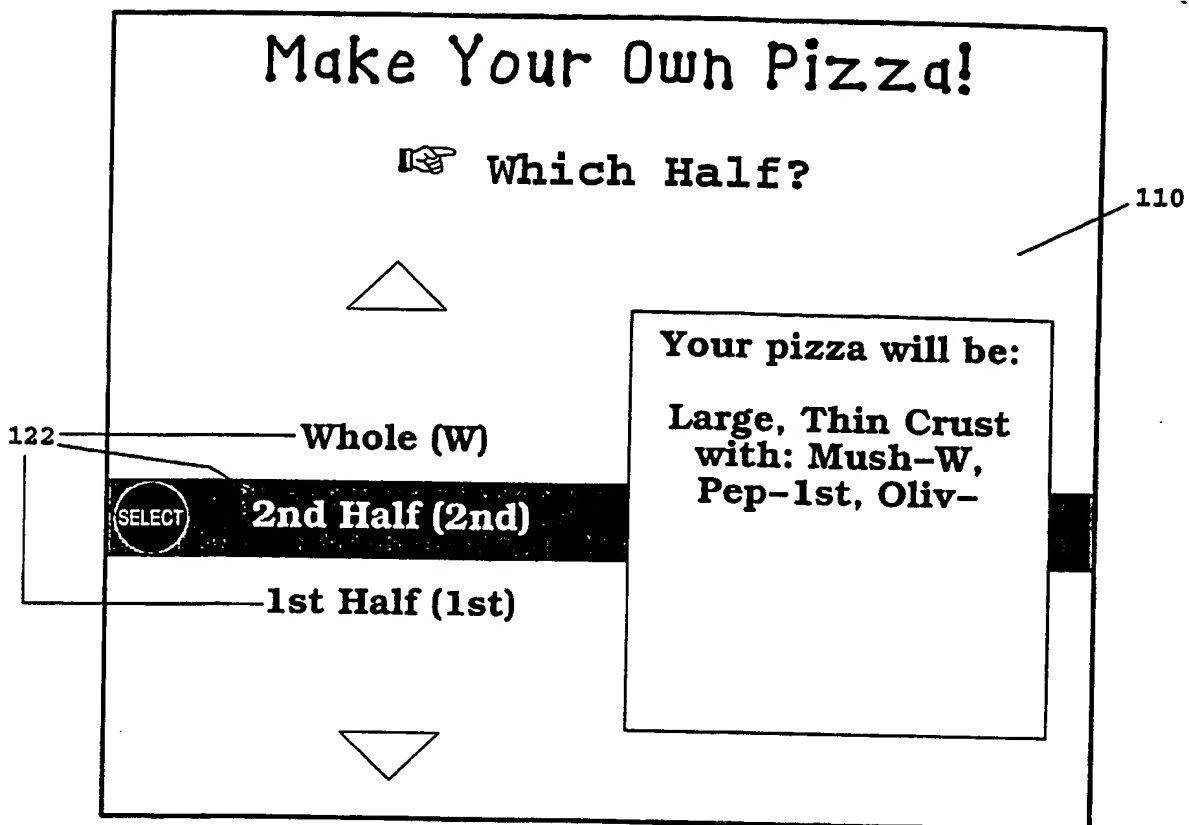 Make Your Own Pizza!
☞ Which Half?
110
Your pizza will be:
Large, Thin Crust
with: Mush–W,
Pep–1st, Oliv–
122
Whole (W)
SELECT 2nd Half (2nd)
1st Half (1st)